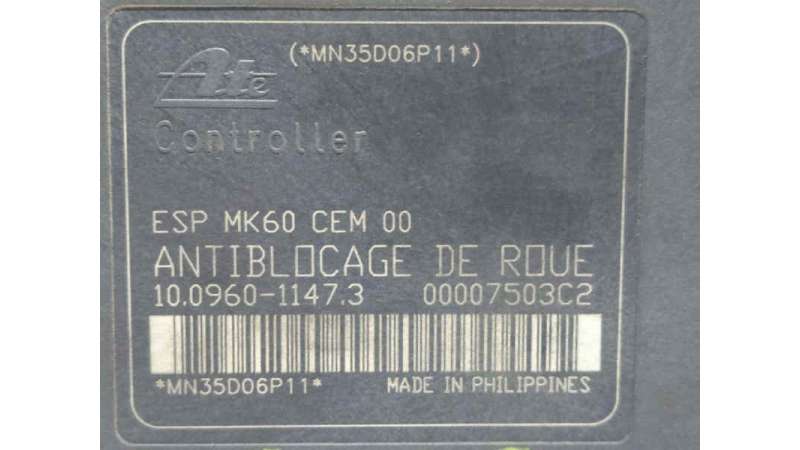 (*MN35D06P11*)
Ate
Controller
ESP MK60 CEM 00
ANTIBLOCAGE DE ROUE
10.0960-1147.3 00007503C2
*MN35D06P11* MADE IN PHILIPPINES